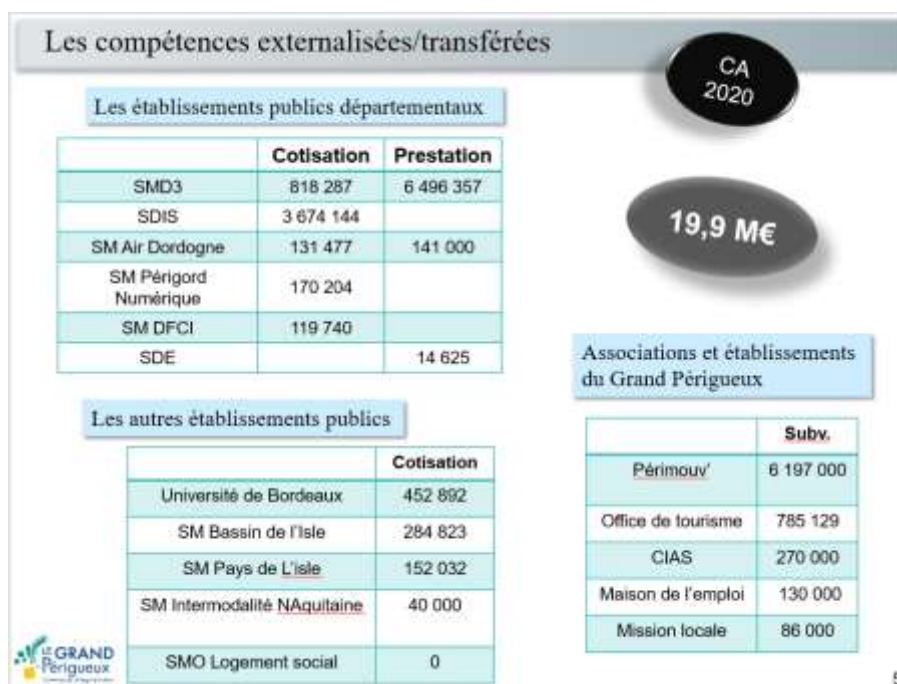 Les compétences externalisées/transférées
CA
2020
19,9 M€
Les établissements publics départementaux
Cotisation Prestation
SMD3 818 287 6 496 357
SDIS 3 674 144
SM Air Dordogne 131 477 141 000
SM Périgord
Numérique 170 204
SM DFCI 119 740
SDE 14 625
Les autres établissements publics
Cotisation
Université de Bordeaux 452 892
SM Bassin de l'Isle 284 823
SM Pays de L'isle 152 032
SM Intermodalité NAquitaine 40 000
SMO Logement social 0
Associations et établissements
du Grand Périgueux
Subv.
Périmouv' 6 197 000
Office de tourisme 785 129
CIAS 270 000
Maison de l'emploi 130 000
Mission locale 86 000
LE GRAND
Périgueux
5